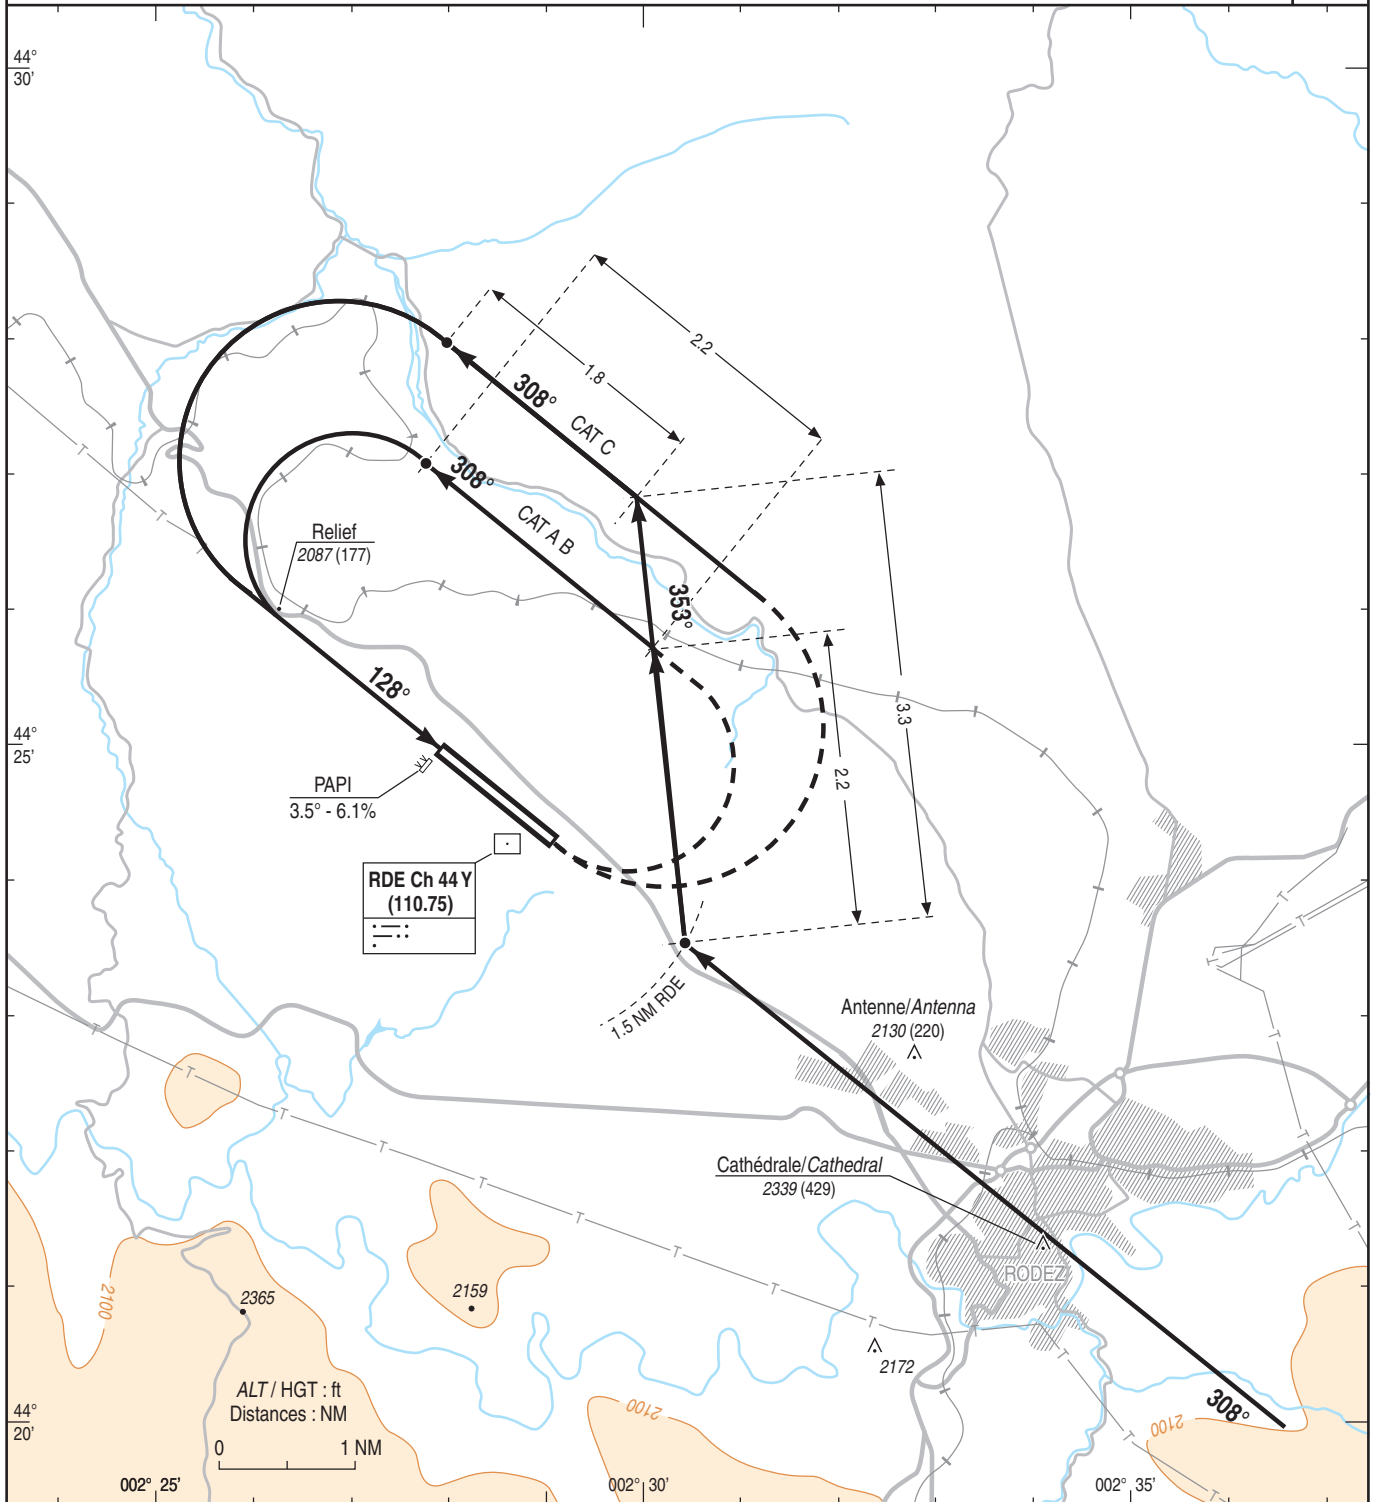 44°
30'
2.2
1.8
308°
CAT C
308°
CAT A B
Relief
2087 (177)
353°
128°
3.3
2.2
44°
25'
PAPI
3.5° - 6.1%
RDE Ch 44 Y
(110.75)
1.5 NM RDE
Antenne/Antenna
2130 (220)
Cathédrale/Cathedral
2339 (429)
RODEZ
2100
2365
2159
2172
ALT / HGT : ft
Distances : NM
0 1 NM
2100
308°
2100
44°
20'
002° 25'
002° 30'
002° 35'